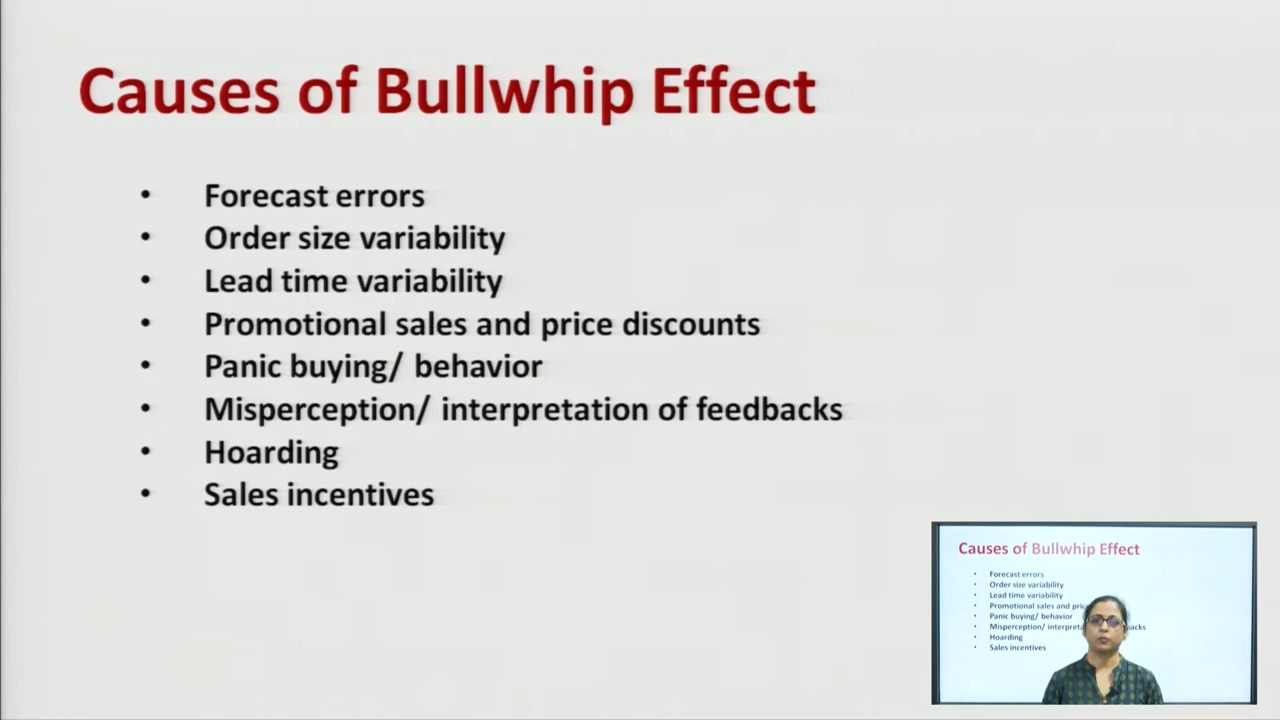 Causes of Bullwhip Effect
• Forecast errors
• Order size variability
• Lead time variability
• Promotional sales and price discounts
• Panic buying/ behavior
• Misperception/ interpretation of feedbacks
• Hoarding
• Sales incentives
Causes of Bullwhip Effect
• Forecast errors
• Order size variability
• Lead time variability
• Promotional sales and
• Panic buying/ behavior
• Misperception/
• Hoarding
• Sales incentives